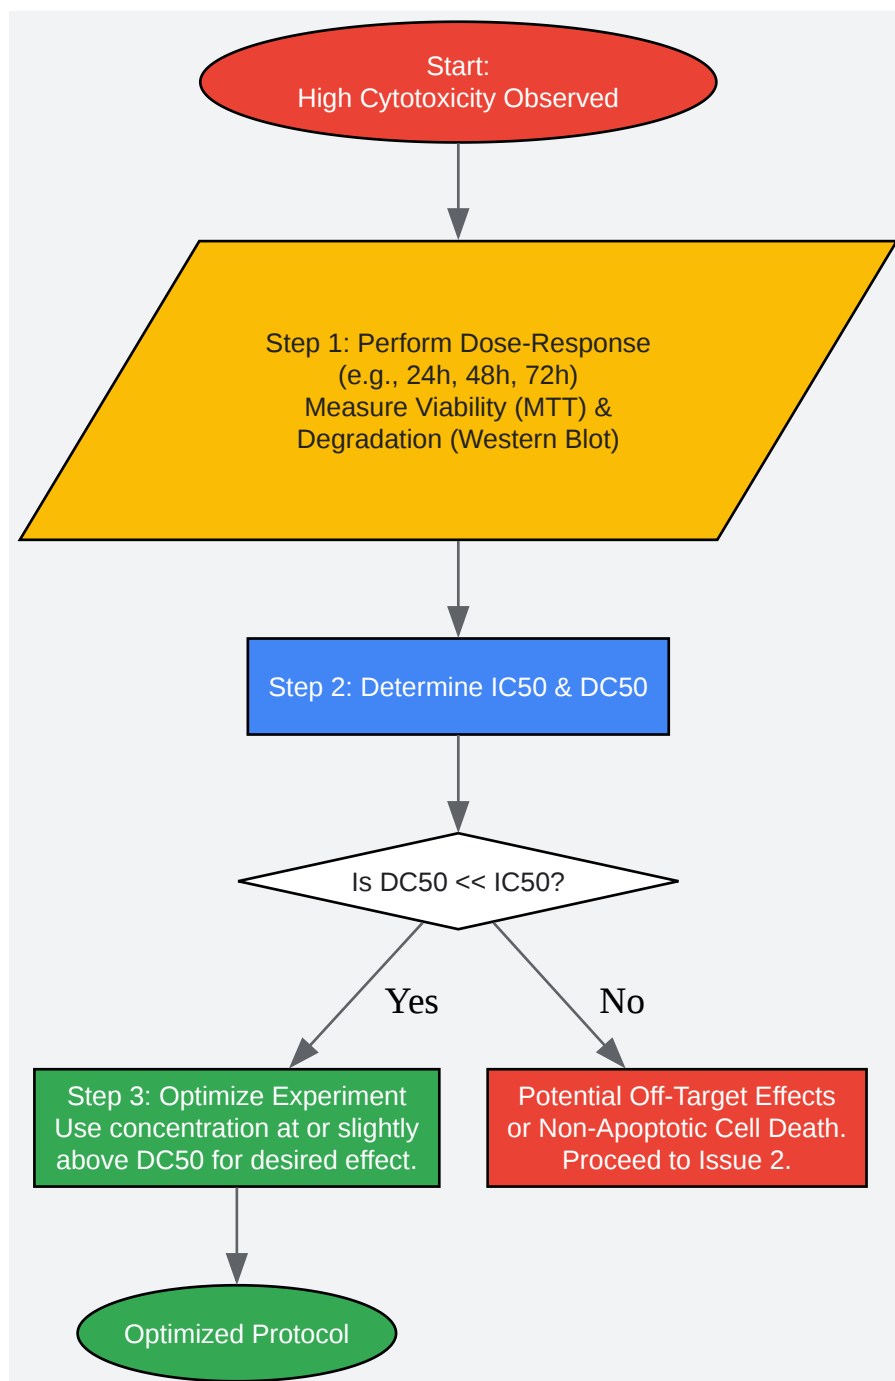 Start:
High Cytotoxicity Observed
Step 1: Perform Dose-Response
(e.g., 24h, 48h, 72h)
Measure Viability (MTT) &
Degradation (Western Blot)
Step 2: Determine IC50 & DC50
Is DC50 << IC50?
Yes
No
Step 3: Optimize Experiment
Use concentration at or slightly
above DC50 for desired effect.
Potential Off-Target Effects
or Non-Apoptotic Cell Death.
Proceed to Issue 2.
Optimized Protocol